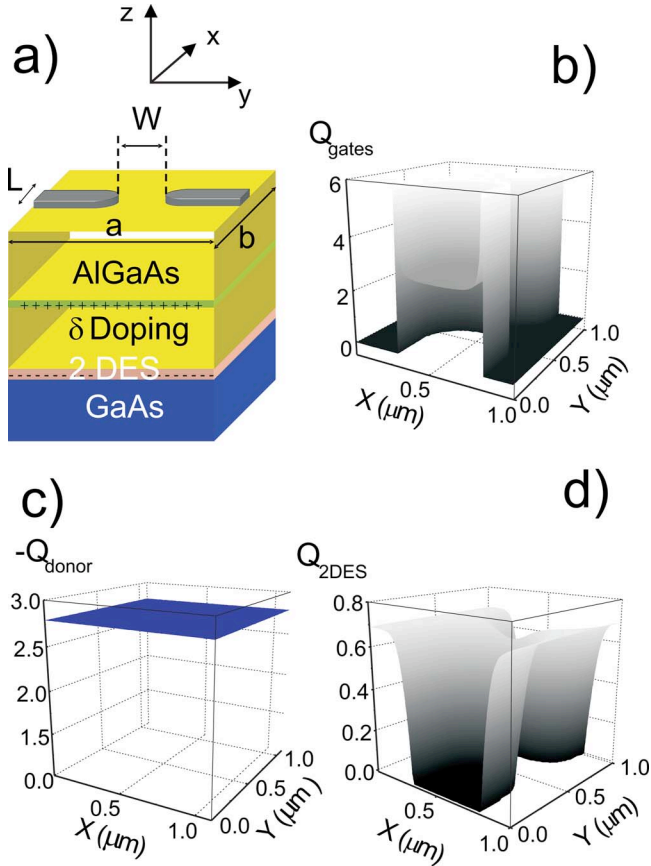 a)
z
x
y
W
L
a
b
AlGaAs
+++++++++++++++
δ Doping
2 DES
GaAs
b)
Q gates
6
4
2
0
0.5
1.0
X (μm)
0.0
0.5
1.0
Y (μm)
c)
-Q donor
3.0
2.5
2.0
1.5
0.0
0.5
1.0
X (μm)
0.0
0.5
1.0
Y (μm)
d)
Q 2DES
0.8
0.6
0.4
0.2
0.0
0.5
1.0
X (μm)
0.0
0.5
1.0
Y (μm)